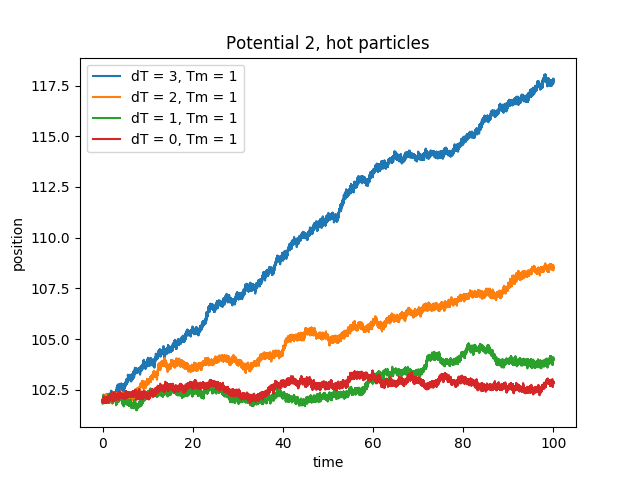 Potential 2, hot particles
dT = 3, Tm = 1
dT = 2, Tm = 1
dT = 1, Tm = 1
dT = 0, Tm = 1
117.5
115.0
112.5
110.0
107.5
105.0
102.5
position
0 20 40 60 80 100
time